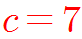 c = 7